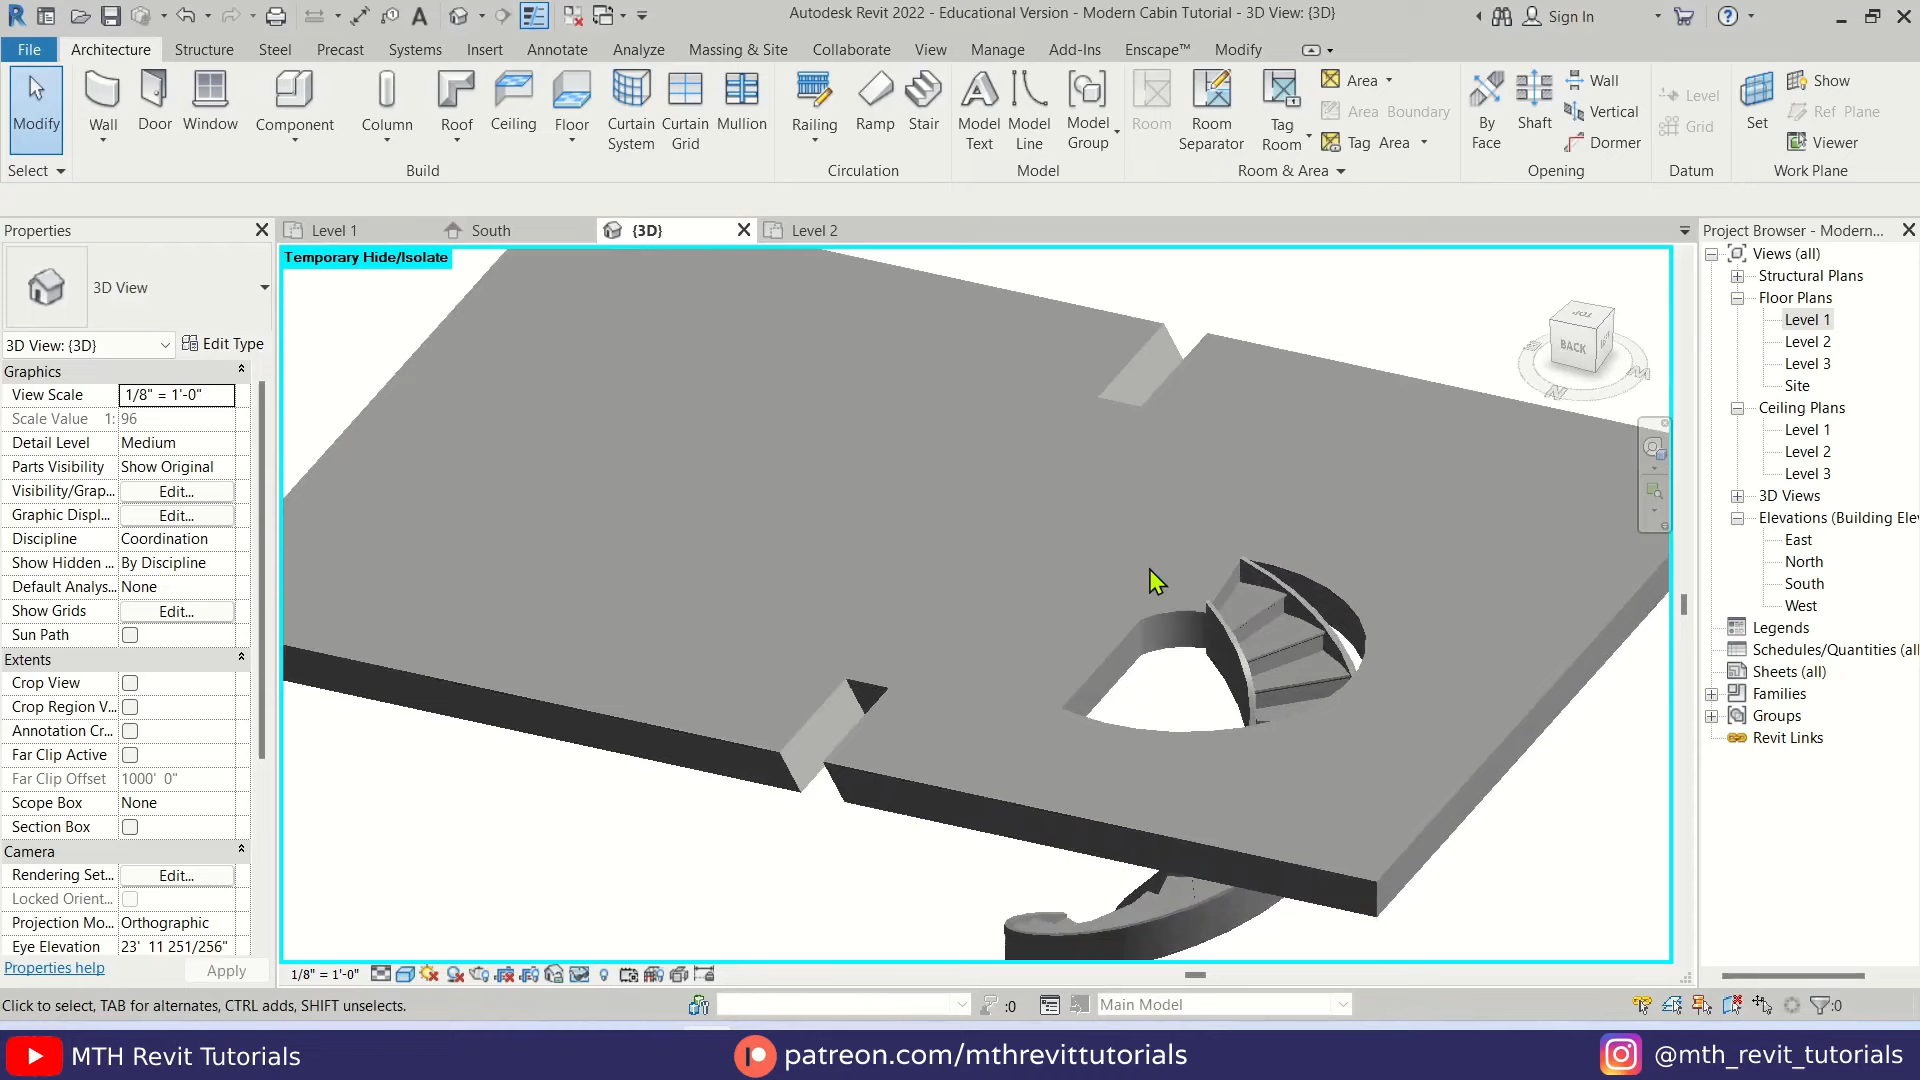 Autodesk Revit 2022 - Educational Version - Modern Cabin Tutorial - 3D View: {3D}
Sign In
File Architecture Structure Steel Precast Systems Insert Annotate Analyze Massing & Site Collaborate View Manage Add-Ins Enscape™ Modify
Modify Wall Door Window Component Column Roof Ceiling Floor Curtain System Curtain Grid Mullion Railing Ramp Stair Model Text Model Line Model Group Room Room Separator Tag Room By Face Shaft Set
Area Wall Level Show
Area Boundary Vertical Grid Ref Plane
Tag Area Dormer Viewer
Select Build Circulation Model Room & Area Opening Datum Work Plane
Properties
Level 1 South {3D} Level 2
Project Browser - Modern...
Temporary Hide/Isolate
3D View
3D View: {3D} Edit Type
Graphics
View Scale 1/8" = 1'-0"
Scale Value 1: 96
Detail Level Medium
Parts Visibility Show Original
Visibility/Grap... Edit...
Graphic Displ... Edit...
Discipline Coordination
Show Hidden ... By Discipline
Default Analys... None
Show Grids Edit...
Sun Path
Extents
Crop View
Crop Region V...
Annotation Cr...
Far Clip Active
Far Clip Offset 1000' 0"
Scope Box None
Section Box
Camera
Rendering Set... Edit...
Locked Orient...
Projection Mo... Orthographic
Eye Elevation 23' 11 251/256"
Properties help Apply
TOP
BACK
N
Views (all)
Structural Plans
Floor Plans
Level 1
Level 2
Level 3
Site
Ceiling Plans
Level 1
Level 2
Level 3
3D Views
Elevations (Building Ele
East
North
South
West
Legends
Schedules/Quantities (all
Sheets (all)
Families
Groups
Revit Links
1/8" = 1'-0"
Click to select, TAB for alternates, CTRL adds, SHIFT unselects.
:0
Main Model
:0
MTH Revit Tutorials
patreon.com/mthrevittutorials
@mth_revit_tutorials